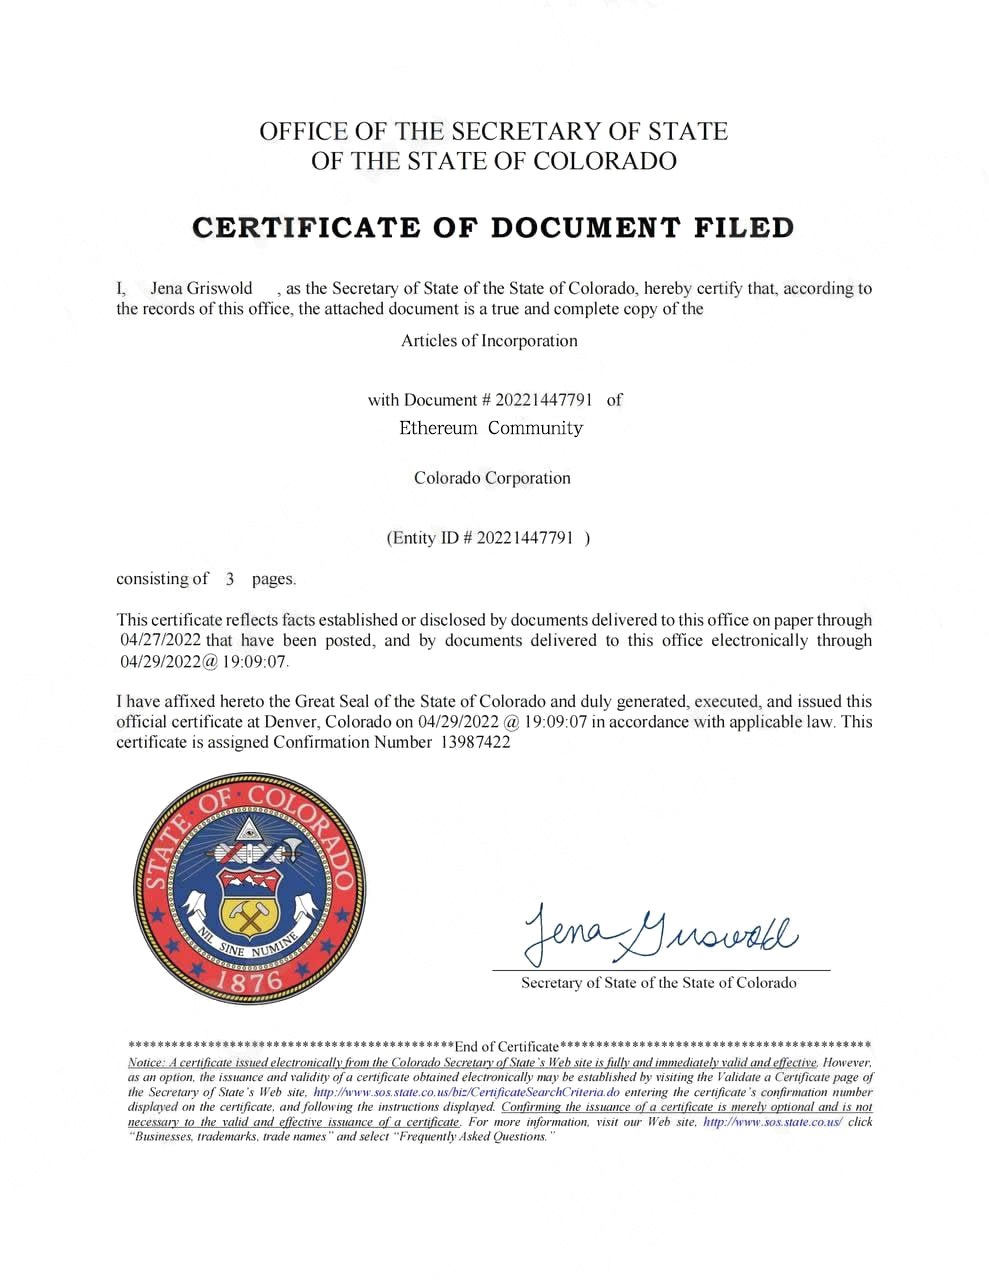 OFFICE OF THE SECRETARY OF STATE
OF THE STATE OF COLORADO
CERTIFICATE OF DOCUMENT FILED
I, Jena Griswold , as the Secretary of State of the State of Colorado, hereby certify that, according to
the records of this office, the attached document is a true and complete copy of the
Articles of Incorporation
with Document # 20221447791 of
Ethereum Community
Colorado Corporation
(Entity ID # 20221447791 )
consisting of 3 pages.
This certificate reflects facts established or disclosed by documents delivered to this office on paper through
04/27/2022 that have been posted, and by documents delivered to this office electronically through
04/29/2022@ 19:09:07.
I have affixed hereto the Great Seal of the State of Colorado and duly generated, executed, and issued this
official certificate at Denver, Colorado on 04/29/2022 @ 19:09:07 in accordance with applicable law. This
certificate is assigned Confirmation Number 13987422
STATE OF COLORADO
NIL SINE NUMINE
1876
Jena Griswold
Secretary of State of the State of Colorado
*********************************************End of Certificate*******************************************
Notice: A certificate issued electronically from the Colorado Secretary of State`s Web site is fully and immediately valid and effective. However,
as an option, the issuance and validity of a certificate obtained electronically may be established by visiting the Validate a Certificate page of
the Secretary of State`s Web site, http://www.sos.state.co.us/biz/CertificateSearchCriteria.do entering the certificate`s confirmation number
displayed on the certificate, and following the instructions displayed. Confirming the issuance of a certificate is merely optional and is not
necessary to the valid and effective issuance of a certificate. For more information, visit our Web site, http://www.sos.state.co.us/ click
"Businesses, trademarks, trade names" and select "Frequently Asked Questions."